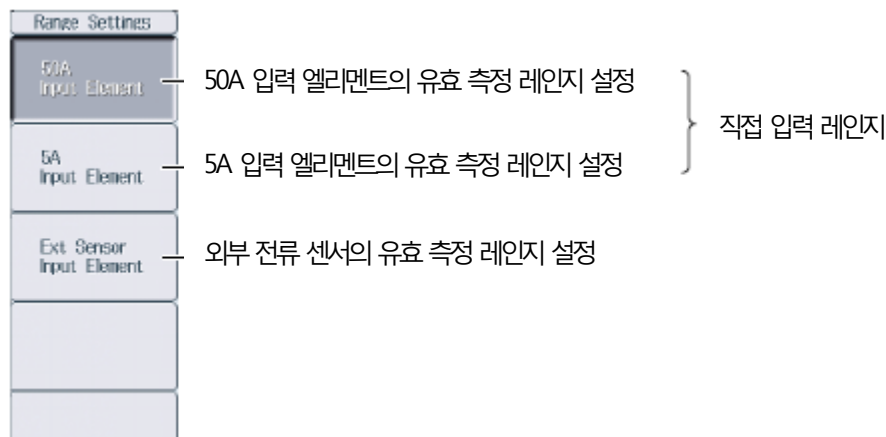 Range Settings
50A
Input Element
50A 입력 엘리멘트의 유효 측정 레인지 설정
직접 입력 레인지
5A
Input Element
5A 입력 엘리멘트의 유효 측정 레인지 설정
Ext Sensor
Input Element
외부 전류 센서의 유효 측정 레인지 설정